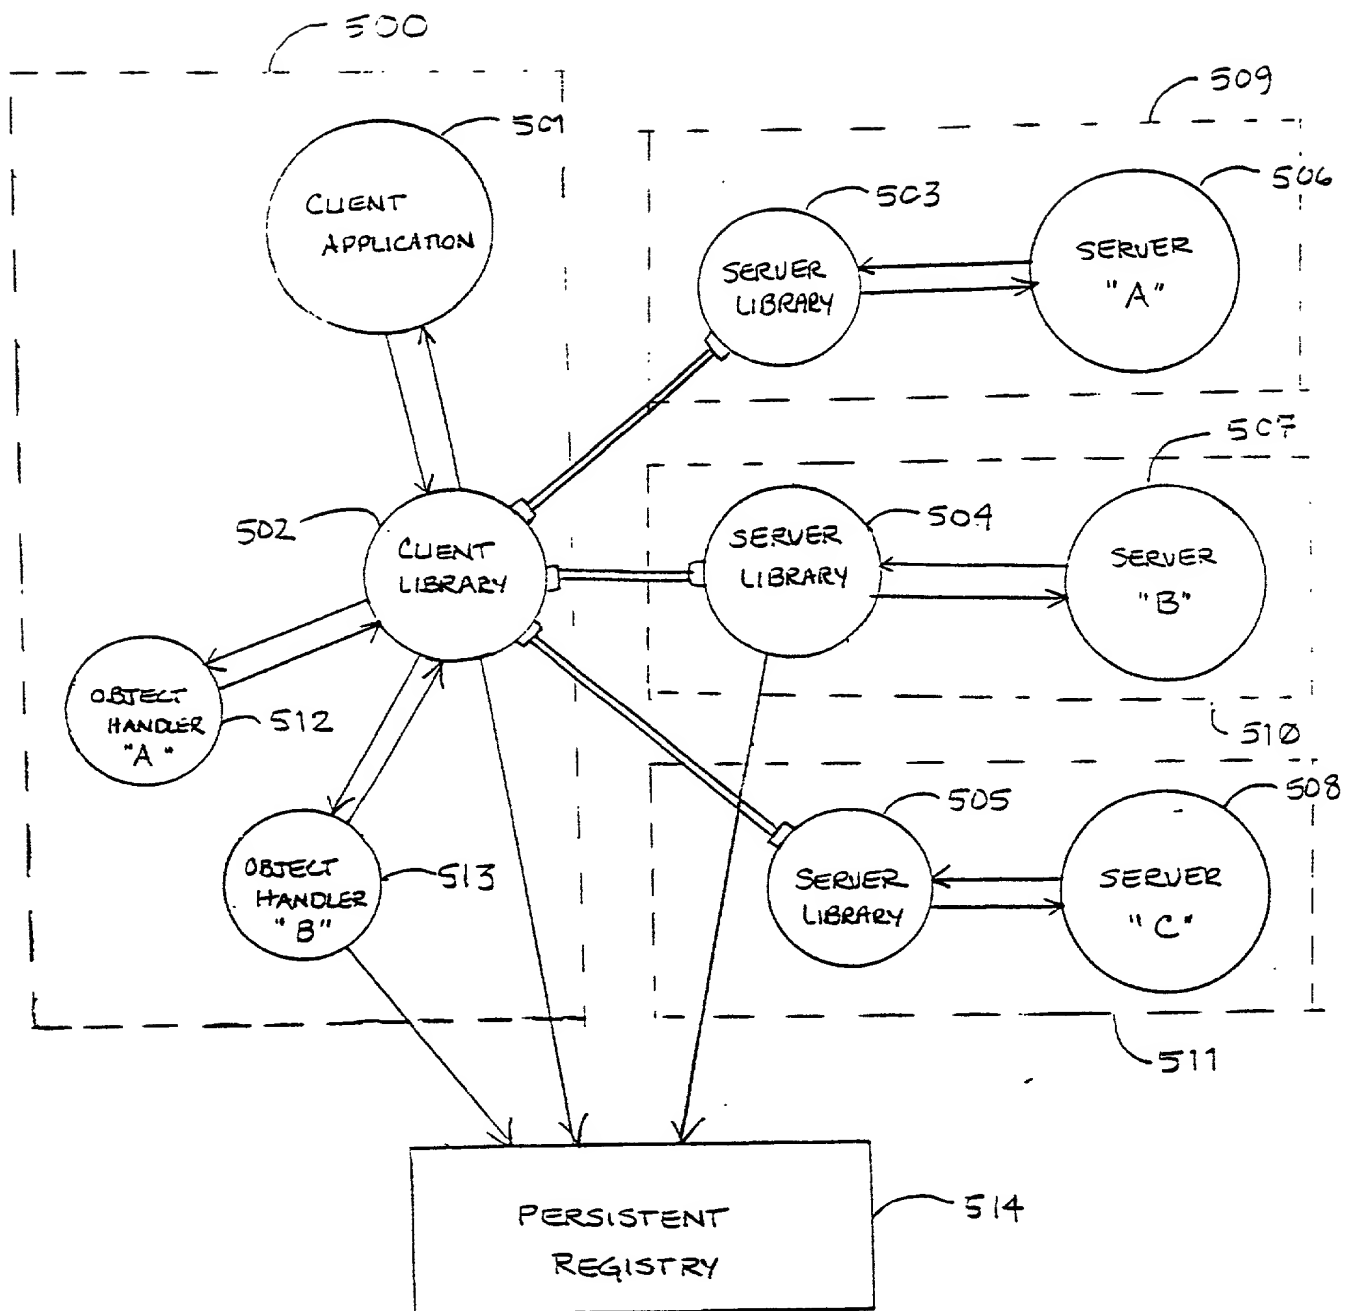 500
501
CLIENT
APPLICATION
509
503
506
SERVER
LIBRARY
SERVER
"A"
502
CLIENT
LIBRARY
507
504
SERVER
LIBRARY
SERVER
"B"
510
OBJECT
HANDLER
"A"
512
OBJECT
HANDLER
"B"
513
505
508
SERVER
LIBRARY
SERVER
"C"
511
PERSISTENT
REGISTRY
514